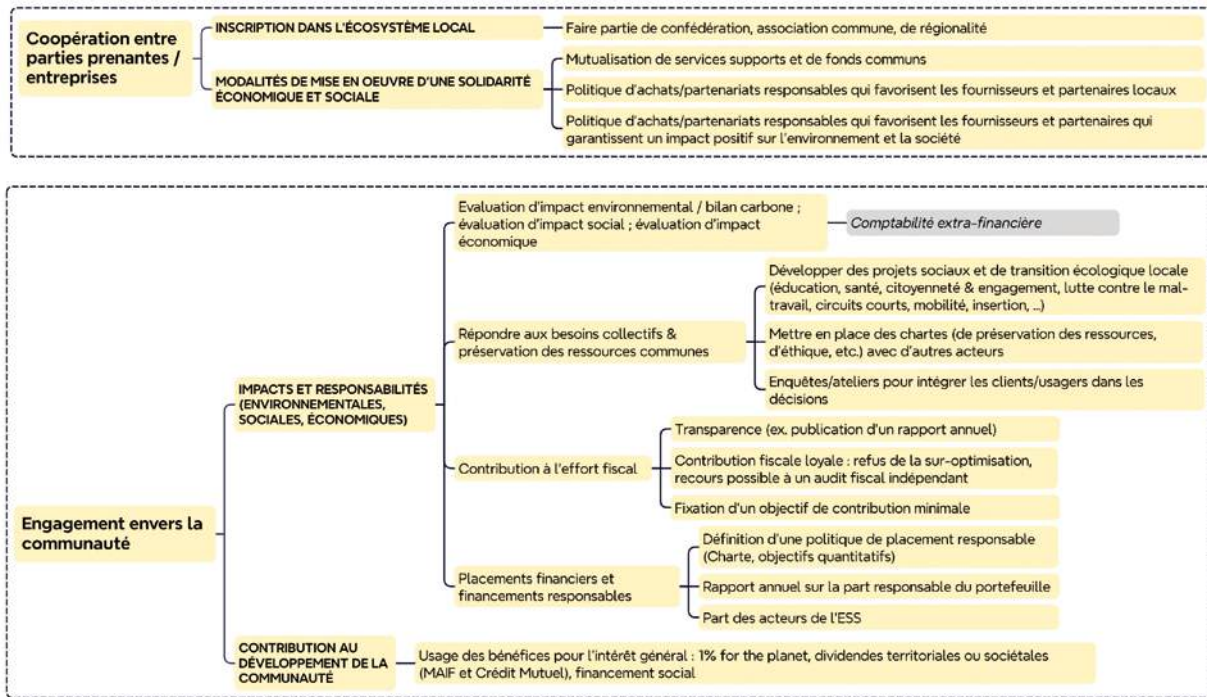 Coopération entre
parties prenantes /
entreprises
INSCRIPTION DANS L'ÉCOSYSTÈME LOCAL
Faire partie de confédération, association commune, de régionalité
MODALITÉS DE MISE EN OEUVRE D'UNE SOLIDARITÉ
ÉCONOMIQUE ET SOCIALE
Mutualisation de services supports et de fonds communs
Politique d'achats/partenariats responsables qui favorisent les fournisseurs et partenaires locaux
Politique d'achats/partenariats responsables qui favorisent les fournisseurs et partenaires qui
garantissent un impact positif sur l'environnement et la société
Engagement envers la
communauté
IMPACTS ET RESPONSABILITÉS
(ENVIRONNEMENTALES,
SOCIALES, ÉCONOMIQUES)
Evaluation d'impact environnemental / bilan carbone ;
évaluation d'impact social ; évaluation d'impact
économique
Comptabilité extra-financière
Répondre aux besoins collectifs &
préservation des ressources communes
Développer des projets sociaux et de transition écologique locale
(éducation, santé, citoyenneté & engagement, lutte contre le mal-
travail, circuits courts, mobilité, insertion, ...)
Mettre en place des chartes (de préservation des ressources,
d'éthique, etc.) avec d'autres acteurs
Enquêtes/ateliers pour intégrer les clients/usagers dans les
décisions
Contribution à l'effort fiscal
Transparence (ex. publication d'un rapport annuel)
Contribution fiscale loyale : refus de la sur-optimisation,
recours possible à un audit fiscal indépendant
Fixation d'un objectif de contribution minimale
Placements financiers et
financements responsables
Définition d'une politique de placement responsable
(Charte, objectifs quantitatifs)
Rapport annuel sur la part responsable du portefeuille
Part des acteurs de l'ESS
CONTRIBUTION AU
DÉVELOPPEMENT DE LA
COMMUNAUTÉ
Usage des bénéfices pour l'intérêt général : 1% for the planet, dividendes territoriales ou sociétales
(MAIF et Crédit Mutuel), financement social